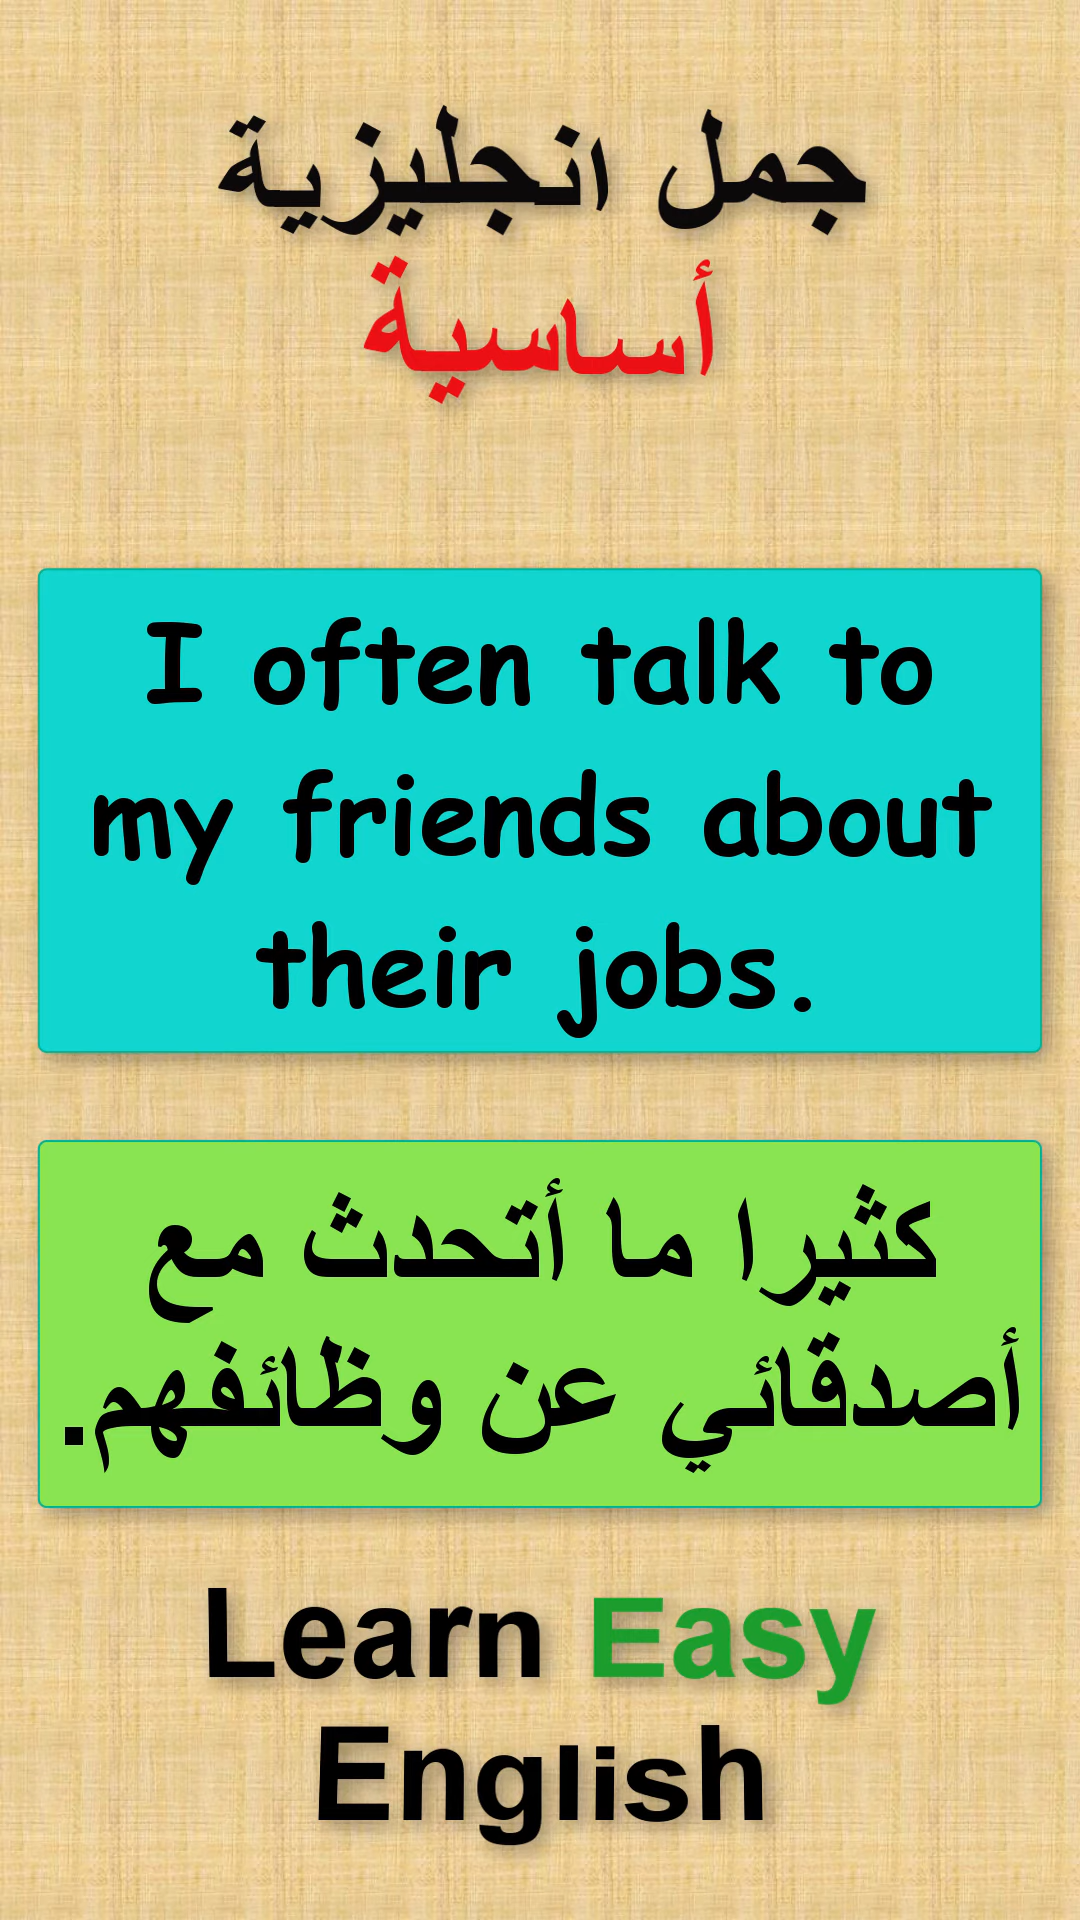 جمل انجليزية
أساسية
I often talk to
my friends about
their jobs.
كثيرا ما أتحدث مع
أصدقائي عن وظائفهم.
Learn Easy
English